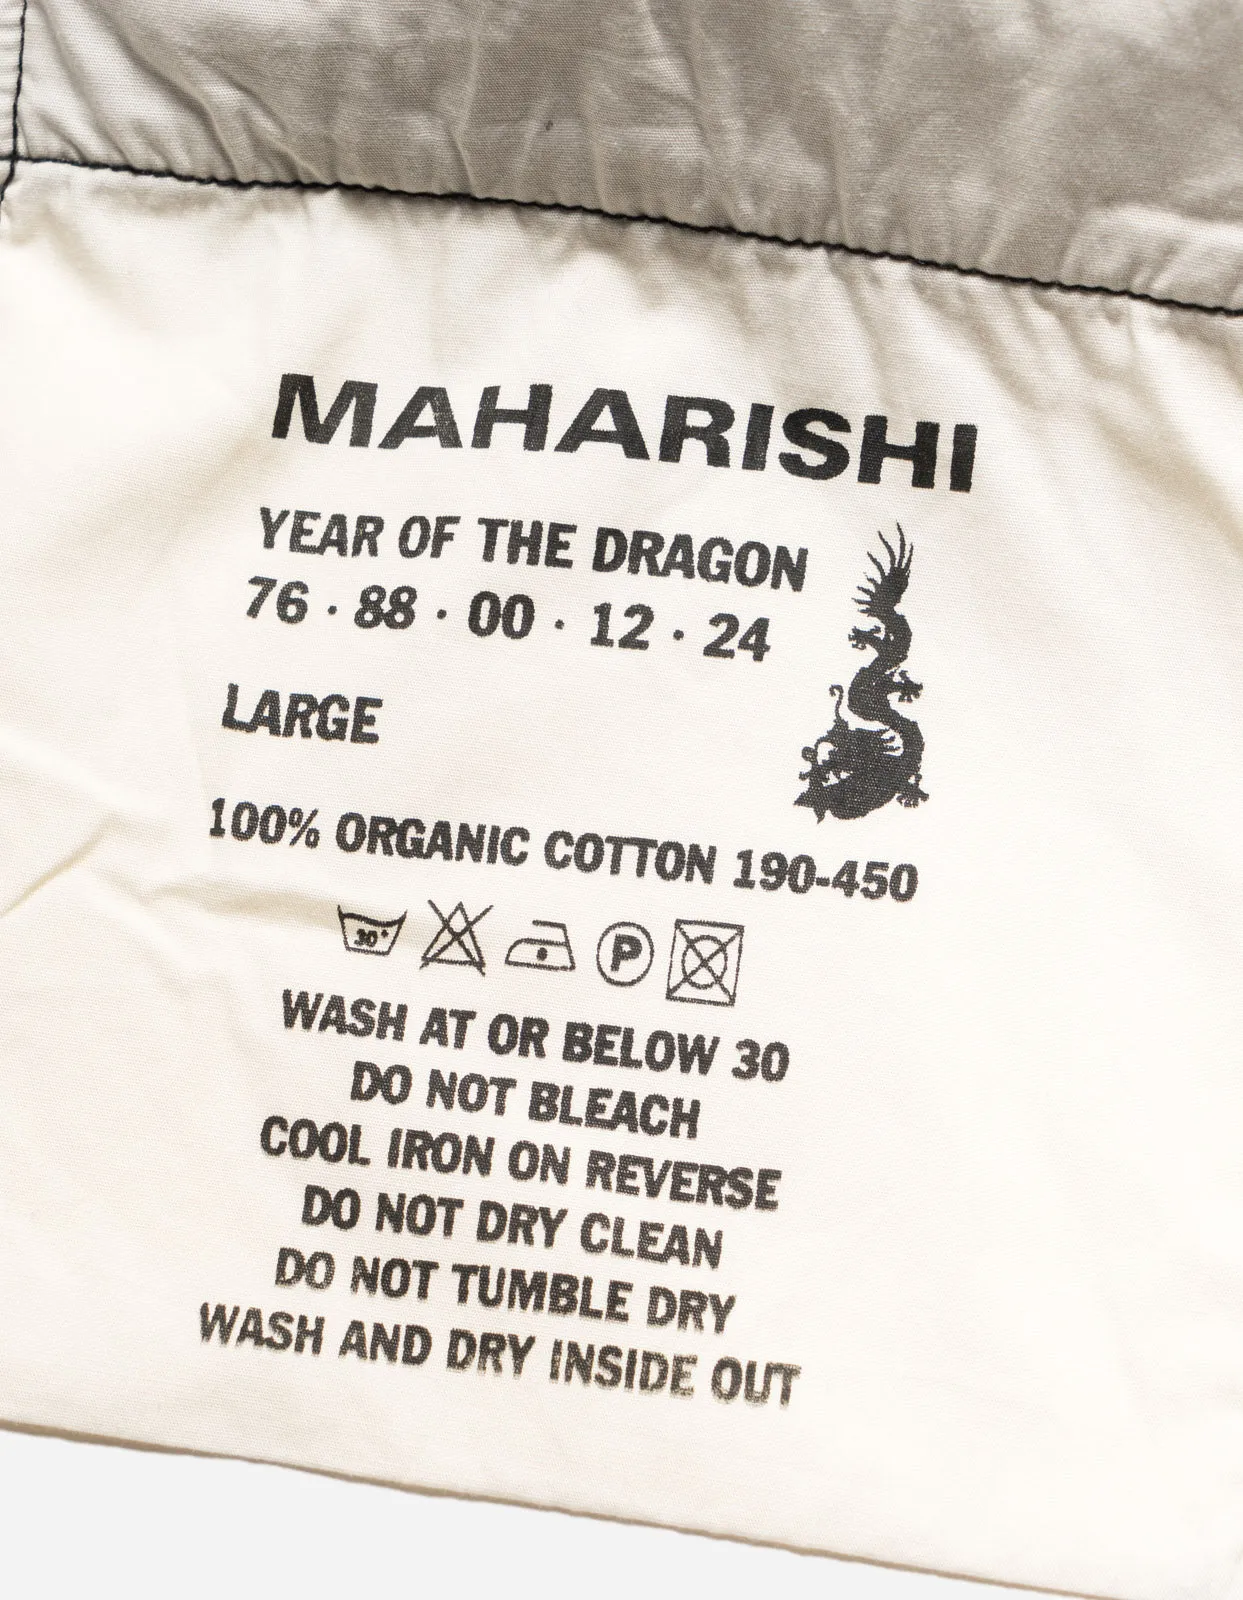 MAHARISHI
YEAR OF THE DRAGON
76 · 88 · 00 · 12 · 24
LARGE
100% ORGANIC COTTON 190-450
30° P
WASH AT OR BELOW 30
DO NOT BLEACH
COOL IRON ON REVERSE
DO NOT DRY CLEAN
DO NOT TUMBLE DRY
WASH AND DRY INSIDE OUT